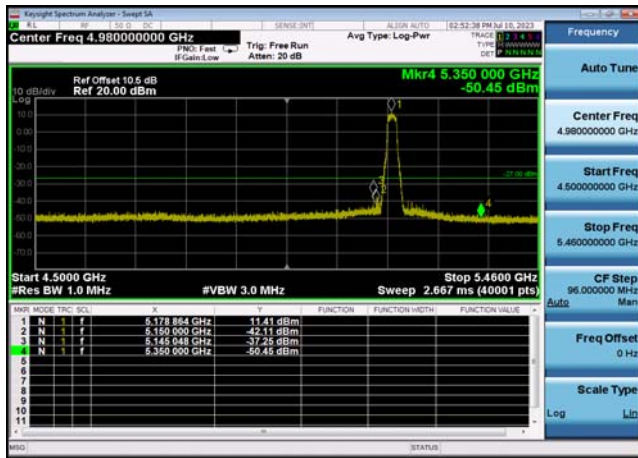 Keysight Spectrum Analyzer - Swept SA
RL RF 50 Ω DC SENSE:INT ALIGN AUTO 02:52:38 PM Jul 10, 2023
Center Freq 4.980000000 GHz PNO: Fast Trig: Free Run Avg Type: Log-Pwr TRACE 1 2 3 4 5 6
IFGain:Low Atten: 20 dB TYPE M WWWWW
DET P NNNNN
Frequency
Auto Tune
Ref Offset 10.5 dB Mkr4 5.350 000 GHz
10 dB/div Ref 20.00 dBm -50.45 dBm
Log
10.0
0.00
-10.0
-20.0
-27.00 dBm
-30.0
-40.0
-50.0
-60.0
-70.0
1
3
2
4
Start 4.5000 GHz Stop 5.4600 GHz
#Res BW 1.0 MHz #VBW 3.0 MHz Sweep 2.667 ms (40001 pts)
MKR MODE TRC SCL X Y FUNCTION FUNCTION WIDTH FUNCTION VALUE
1 N 1 f 5.178 864 GHz 11.41 dBm
2 N 1 f 5.150 000 GHz -42.11 dBm
3 N 1 f 5.145 048 GHz -37.25 dBm
4 N 1 f 5.350 000 GHz -50.45 dBm
5
6
7
8
9
10
11
Center Freq
4.980000000 GHz
Start Freq
4.500000000 GHz
Stop Freq
5.460000000 GHz
CF Step
96.000000 MHz
Auto Man
Freq Offset
0 Hz
Scale Type
Log Lin
MSG STATUS